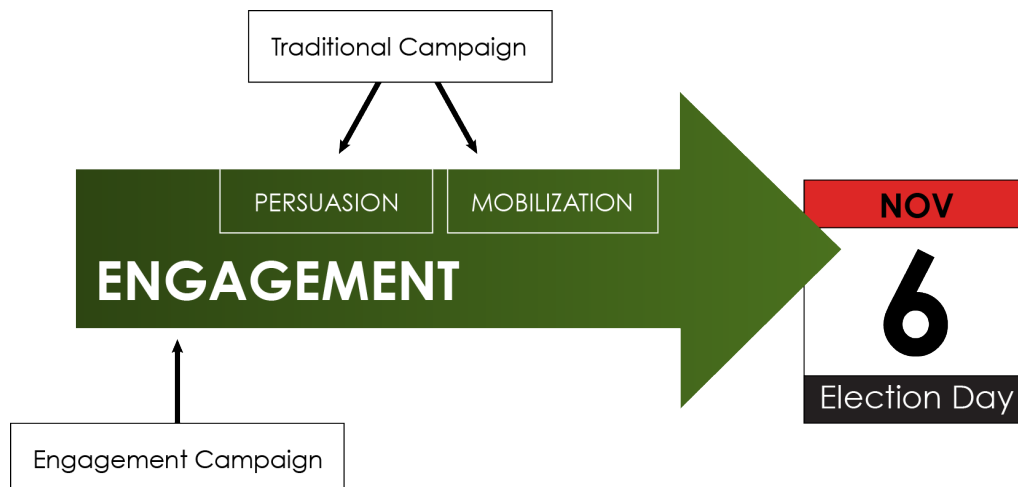 Traditional Campaign
PERSUASION
MOBILIZATION
ENGAGEMENT
NOV
6
Election Day
Engagement Campaign